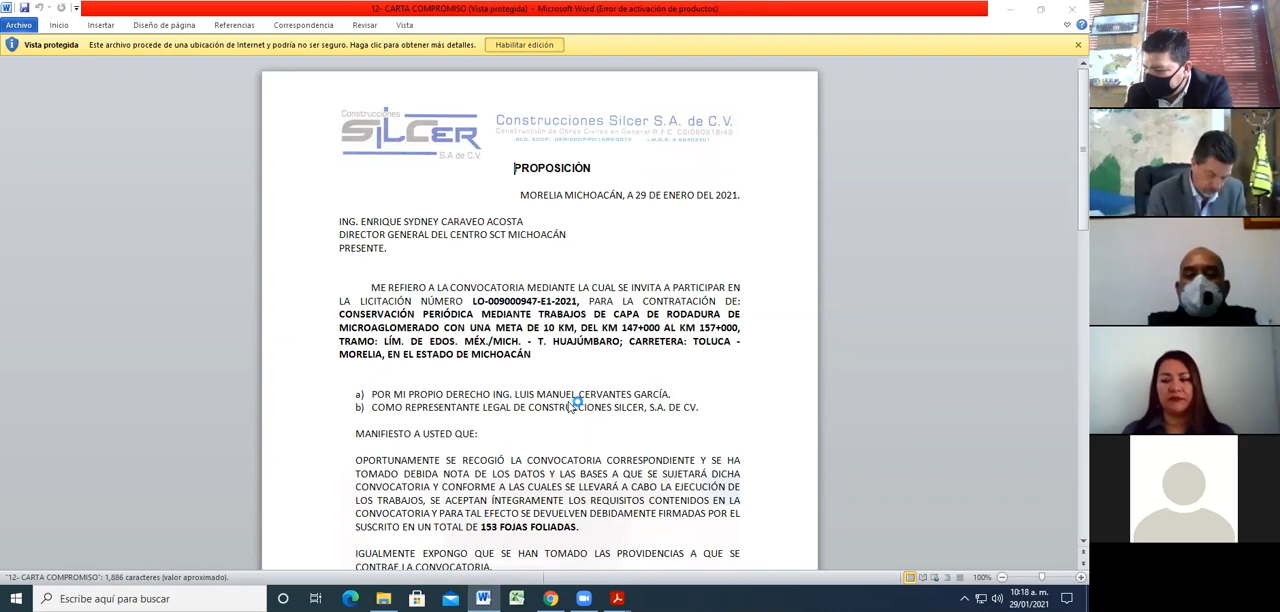 12- CARTA COMPROMISO (Vista protegida) - Microsoft Word (Error de activación de productos)
Archivo Inicio Insertar Diseño de página Referencias Correspondencia Revisar Vista
Vista protegida Este archivo procede de una ubicación de Internet y podría no ser seguro. Haga clic para obtener más detalles. Habilitar edición
Construcciones
SILCER
S.A de C.V.
Construcciones Silcer S.A. de C.V.
Construcción de Obras Civiles en General R.F.C.
PROPOSICIÓN
MORELIA MICHOACÁN, A 29 DE ENERO DEL 2021.
ING. ENRIQUE SYDNEY CARAVEO ACOSTA
DIRECTOR GENERAL DEL CENTRO SCT MICHOACÁN
PRESENTE.
ME REFIERO A LA CONVOCATORIA MEDIANTE LA CUAL SE INVITA A PARTICIPAR EN
LA LICITACIÓN NÚMERO LO-009000947-E1-2021, PARA LA CONTRATACIÓN DE:
CONSERVACIÓN PERIÓDICA MEDIANTE TRABAJOS DE CAPA DE RODADURA DE
MICROAGLOMERADO CON UNA META DE 10 KM, DEL KM 147+000 AL KM 157+000,
TRAMO: LÍM. DE EDOS. MÉX./MICH. - T. HUAJÚMBARO; CARRETERA: TOLUCA -
MORELIA, EN EL ESTADO DE MICHOACÁN
a) POR MI PROPIO DERECHO ING. LUIS MANUEL CERVANTES GARCÍA.
b) COMO REPRESENTANTE LEGAL DE CONSTRUCCIONES SILCER, S.A. DE CV.
MANIFIESTO A USTED QUE:
OPORTUNAMENTE SE RECOGIÓ LA CONVOCATORIA CORRESPONDIENTE Y SE HA
TOMADO DEBIDA NOTA DE LOS DATOS Y LAS BASES A QUE SE SUJETARÁ DICHA
CONVOCATORIA Y CONFORME A LAS CUALES SE LLEVARÁ A CABO LA EJECUCIÓN DE
LOS TRABAJOS, SE ACEPTAN ÍNTEGRAMENTE LOS REQUISITOS CONTENIDOS EN LA
CONVOCATORIA Y PARA TAL EFECTO SE DEVUELVEN DEBIDAMENTE FIRMADAS POR EL
SUSCRITO EN UN TOTAL DE 153 FOJAS FOLIADAS.
IGUALMENTE EXPONGO QUE SE HAN TOMADO LAS PROVIDENCIAS A QUE SE
CONTRAE LA CONVOCATORIA.
"12- CARTA COMPROMISO": 1,886 caracteres (valor aproximado). 100%
Escribe aquí para buscar
10:18 a. m.
29/01/2021